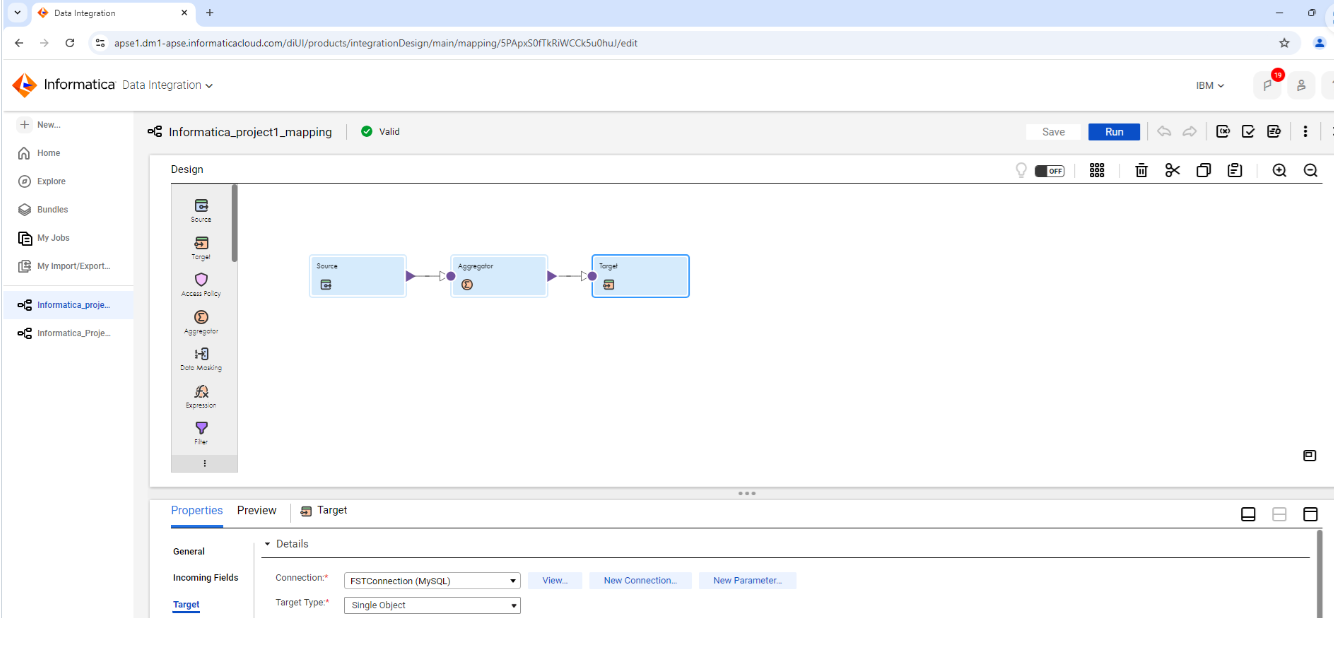 Data Integration
apse1.dm1-apse.informaticacloud.com/diUI/products/integrationDesign/main/mapping/5PApxS0fTkRiWCCk5u0huJ/edit
Informatica Data Integration
IBM
19
New...
Home
Explore
Bundles
My Jobs
My Import/Export...
Informatica_proje...
Informatica_Proje...
Informatica_project1_mapping
Valid
Save
Run
Design
OFF
Source
Target
Access Policy
Aggregator
Data Masking
Expression
Filter
Source
Aggregator
Target
Properties
Preview
Target
General
Incoming Fields
Target
Details
Connection:*
FSTConnection (MySQL)
View...
New Connection...
New Parameter...
Target Type:*
Single Object